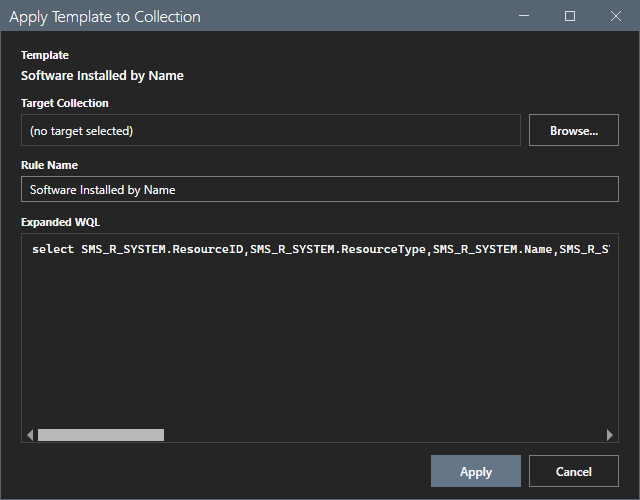 Apply Template to Collection
Template
Software Installed by Name
Target Collection
(no target selected)
Browse...
Rule Name
Software Installed by Name
Expanded WQL
select SMS_R_SYSTEM.ResourceID,SMS_R_SYSTEM.ResourceType,SMS_R_SYSTEM.Name,SMS_R_SY
Apply
Cancel